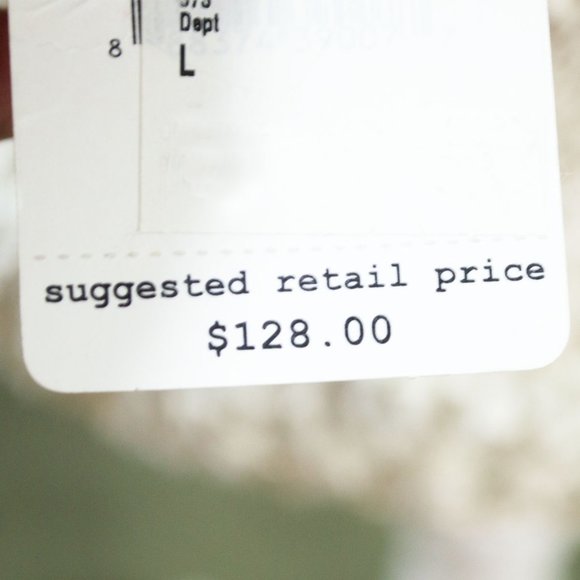 Dept
8
L
suggested retail price
$128.00